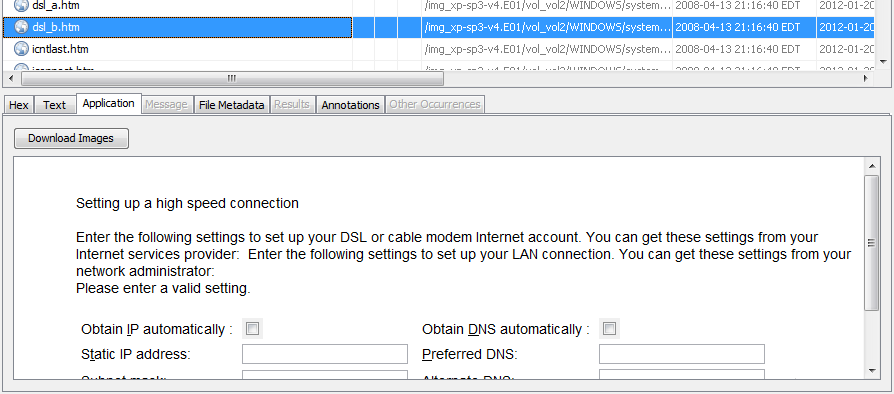 dsl_a.htm /img_xp-sp3-v4.E01/vol_vol2/WINDOWS/system... 2008-04-13 21:16:40 EDT 2012-01-20
dsl_b.htm /img_xp-sp3-v4.E01/vol_vol2/WINDOWS/system... 2008-04-13 21:16:40 EDT 2012-01-20
icntlast.htm /img_xp-sp3-v4.E01/vol_vol2/WINDOWS/system... 2008-04-13 21:16:40 EDT 2012-01-20
Hex Text Application Message File Metadata Results Annotations Other Occurrences
Download Images
Setting up a high speed connection
Enter the following settings to set up your DSL or cable modem Internet account. You can get these settings from your
Internet services provider: Enter the following settings to set up your LAN connection. You can get these settings from your
network administrator:
Please enter a valid setting.
Obtain IP automatically : Obtain DNS automatically :
Static IP address: Preferred DNS:
Subnet mask: Alternate DNS: